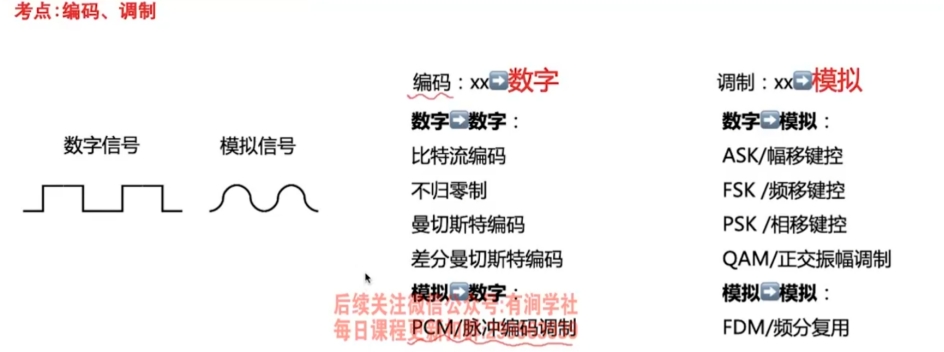 考点:编码、调制
数字信号
模拟信号
编码：xx➡数字
数字➡数字：
比特流编码
不归零制
曼切斯特编码
差分曼切斯特编码
模拟➡数字：
PCM/脉冲编码调制
调制：xx➡模拟
数字➡模拟：
ASK/幅移键控
FSK /频移键控
PSK /相移键控
QAM/正交振幅调制
模拟➡模拟：
FDM/频分复用
后续关注微信公众号:有涧学社
每日课程更新